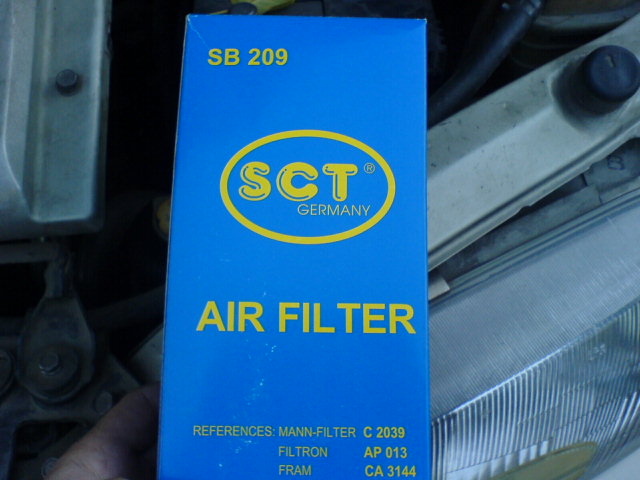 SB 209
SCT®
GERMANY
AIR FILTER
REFERENCES: MANN-FILTER C 2039
FILTRON AP 013
FRAM CA 3144